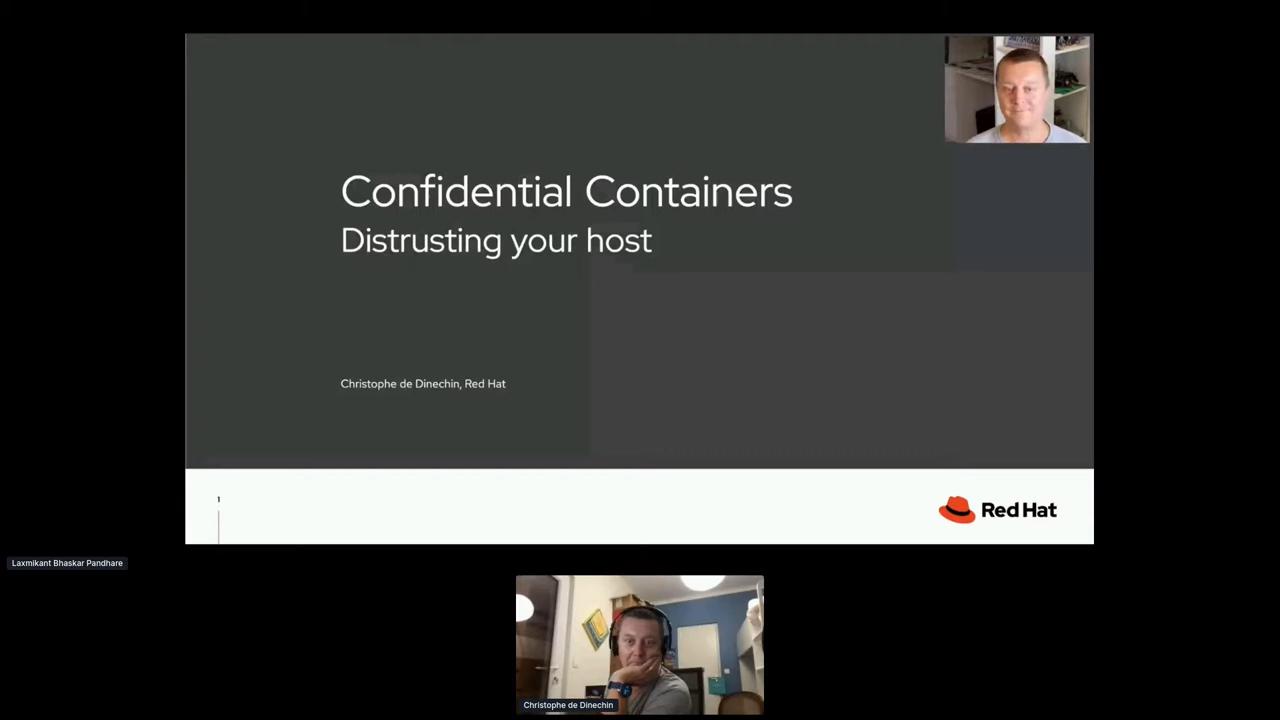 Confidential Containers
Distrusting your host
Christophe de Dinechin, Red Hat
1
Red Hat
Laxmikant Bhaskar Pandhare
Christophe de Dinechin